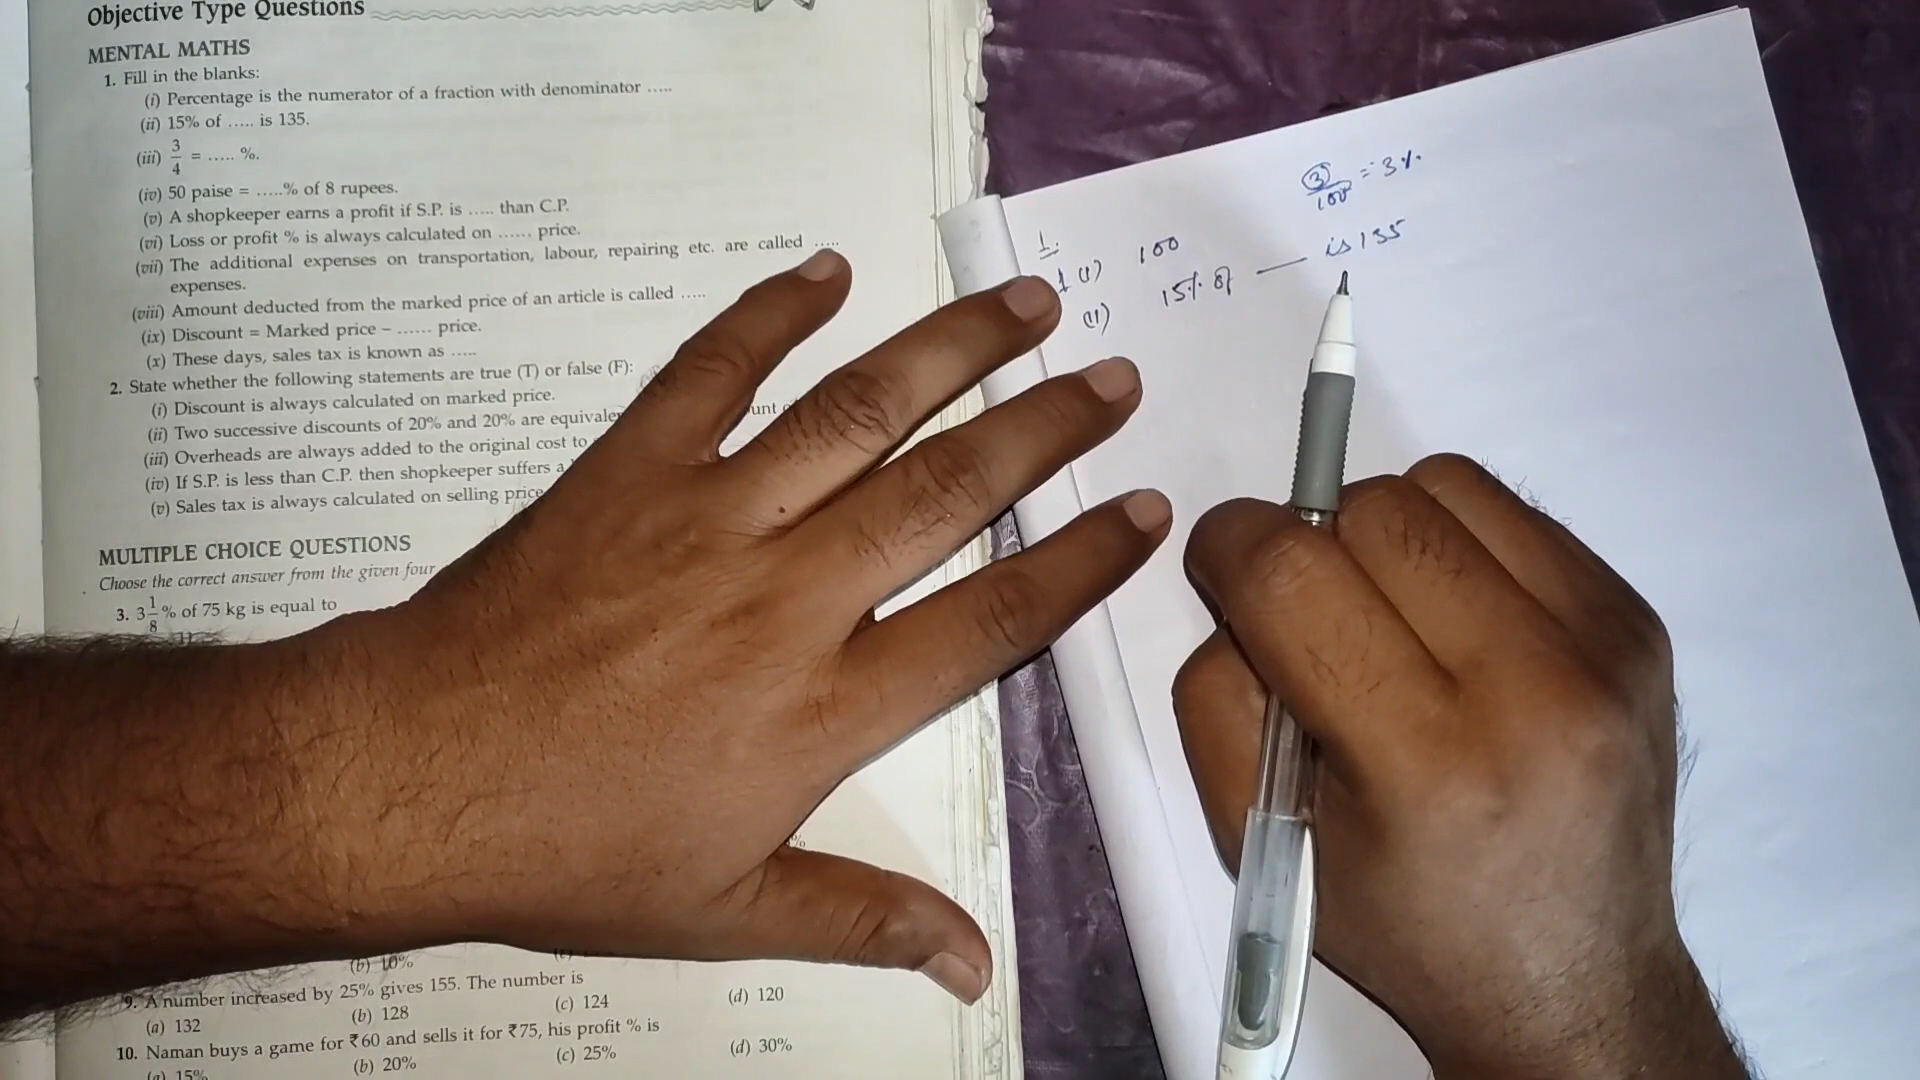 Objective Type Questions
MENTAL MATHS
1. Fill in the blanks:
(i) Percentage is the numerator of a fraction with denominator .....
(ii) 15% of ..... is 135.
(iii) 3/4 = ..... %.
(iv) 50 paise = .....% of 8 rupees.
(v) A shopkeeper earns a profit if S.P. is ..... than C.P.
(vi) Loss or profit % is always calculated on ...... price.
(vii) The additional expenses on transportation, labour, repairing etc. are called .....
expenses.
(viii) Amount deducted from the marked price of an article is called .....
(ix) Discount = Marked price – ...... price.
(x) These days, sales tax is known as .....
2. State whether the following statements are true (T) or false (F):
(i) Discount is always calculated on marked price.
(ii) Two successive discounts of 20% and 20% are
(iii) Overheads are always added to the original cost to
(iv) If S.P. is less than C.P. then shopkeeper suffers a
(v) Sales tax is always calculated on selling price
MULTIPLE CHOICE QUESTIONS
Choose the correct answer from the given four
3. 3 1/8% of 75 kg is equal to
(b) 10%
9. A number increased by 25% gives 155. The number is
(a) 132 (b) 128 (c) 124 (d) 120
10. Naman buys a game for ₹60 and sells it for ₹75, his profit % is
(a) 15% (b) 20% (c) 25% (d) 30%
3/100 = 3%
1.
1 (i) 100
(ii) 15% of — is 135